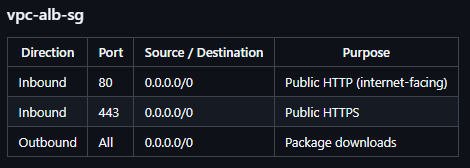 vpc-alb-sg
Direction Port Source / Destination Purpose
Inbound 80 0.0.0.0/0 Public HTTP (internet-facing)
Inbound 443 0.0.0.0/0 Public HTTPS
Outbound All 0.0.0.0/0 Package downloads